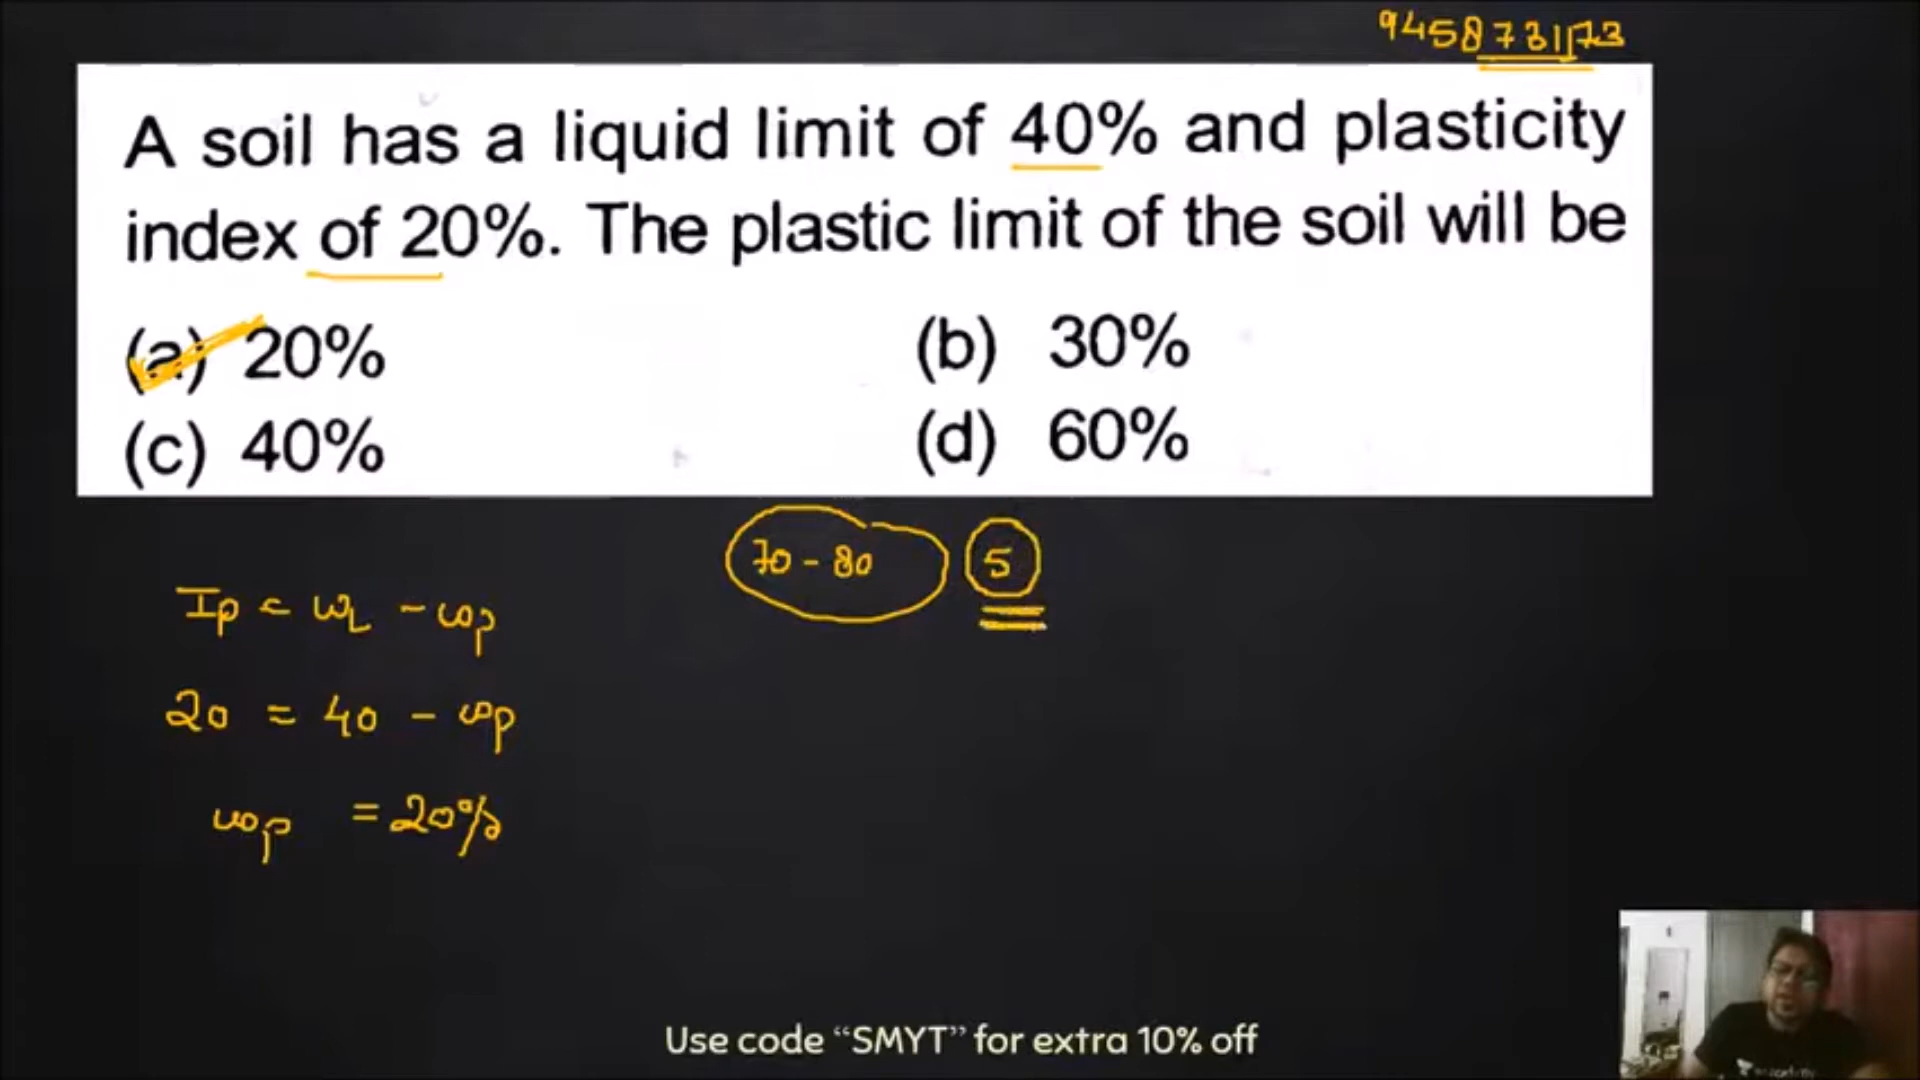 9458731173
A soil has a liquid limit of 40% and plasticity
index of 20%. The plastic limit of the soil will be
(a) 20%
(b) 30%
(c) 40%
(d) 60%
70 - 80
5
Ip = wL - wp
20 = 40 - wp
wp = 20%
Use code “SMYT” for extra 10% off